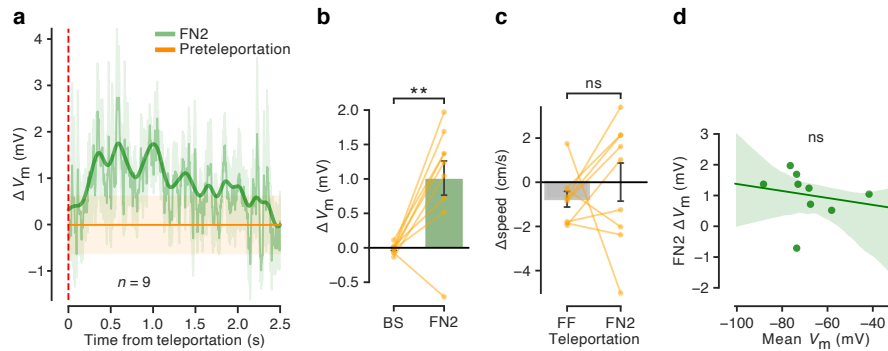 a
FN2
Preteleportation
Δ Vm (mV)
4
3
2
1
0
−1
n = 9
0
0.5
1.0
1.5
2.0
2.5
Time from teleportation (s)
b
**
Δ Vm (mV)
2.0
1.5
1.0
0.5
0.0
−0.5
BS
FN2
c
ns
Δspeed (cm/s)
2
0
−2
−4
FF
FN2
Teleportation
d
ns
FN2 Δ Vm (mV)
3
2
1
0
−1
−2
−100
−80
−60
−40
Mean Vm (mV)